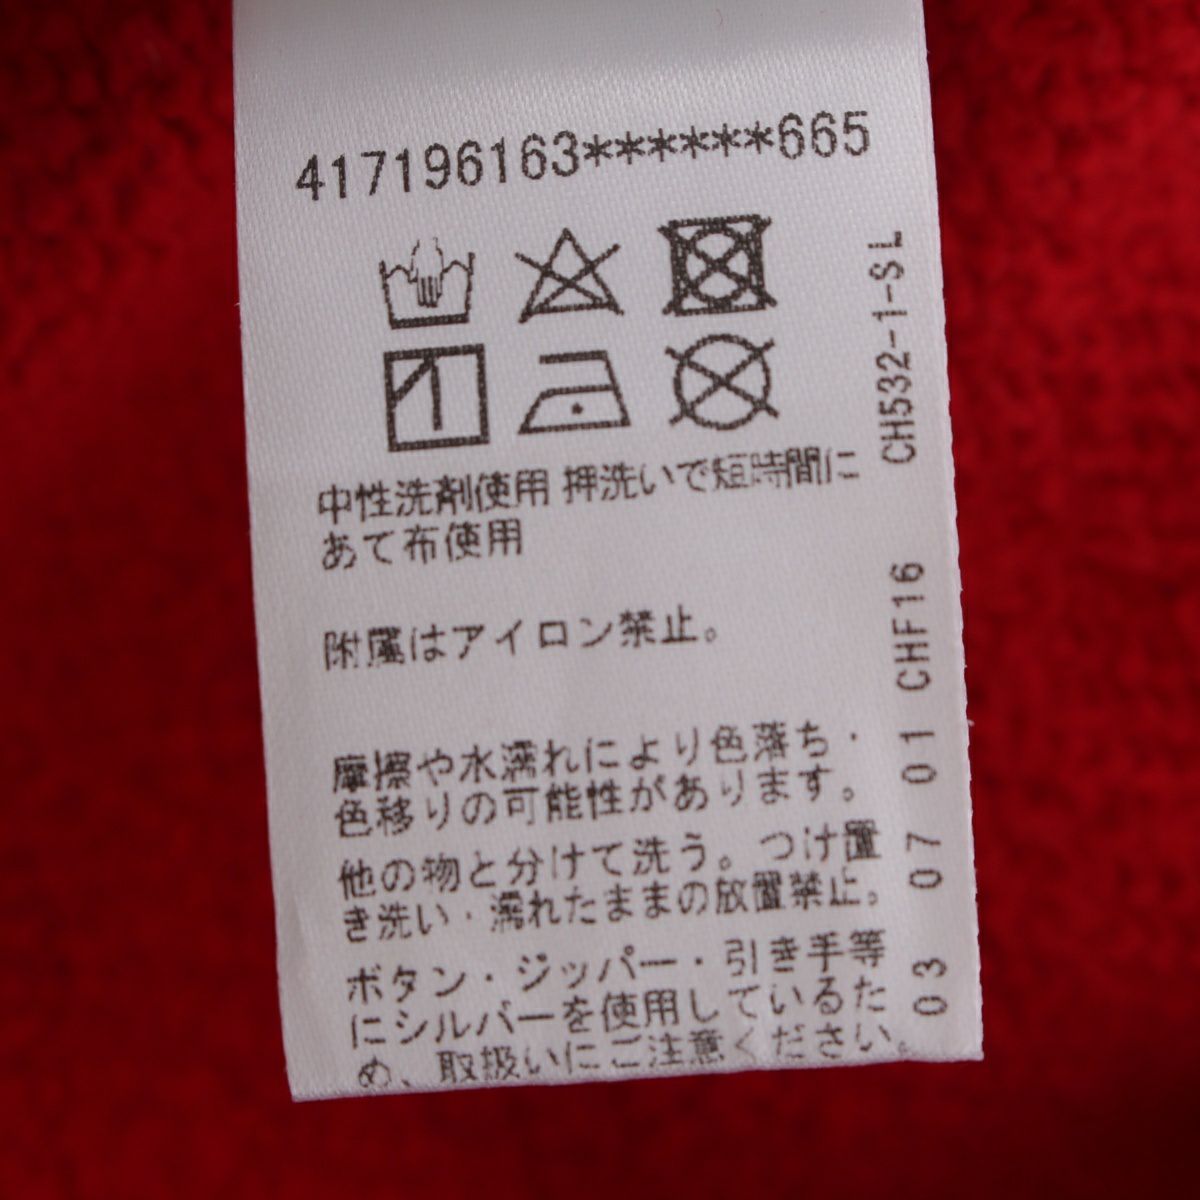 417196163******665
中性洗剤使用 押洗いで短時間に
あて布使用
附属はアイロン禁止。
摩擦や水濡れにより色落ち・
色移りの可能性があります。
他の物と分けて洗う。つけ置
き洗い・濡れたままの放置禁止。
ボタン・ジッパー・引き手等
にシルバーを使用しているた
め、取扱いにご注意ください。
03 07 01 CHF16 CH532-1-SL